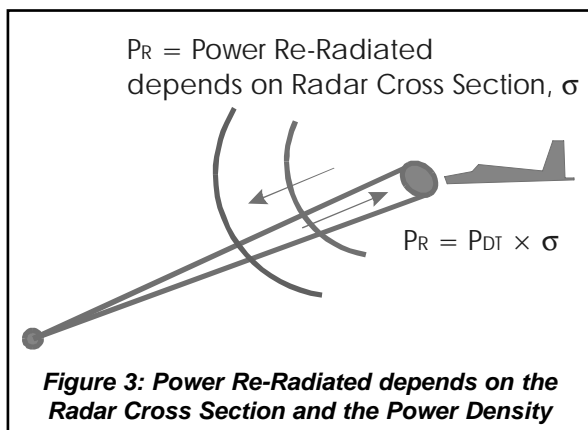 PR = Power Re-Radiated
depends on Radar Cross Section, σ
PR = PDT × σ
Figure 3: Power Re-Radiated depends on the
Radar Cross Section and the Power Density